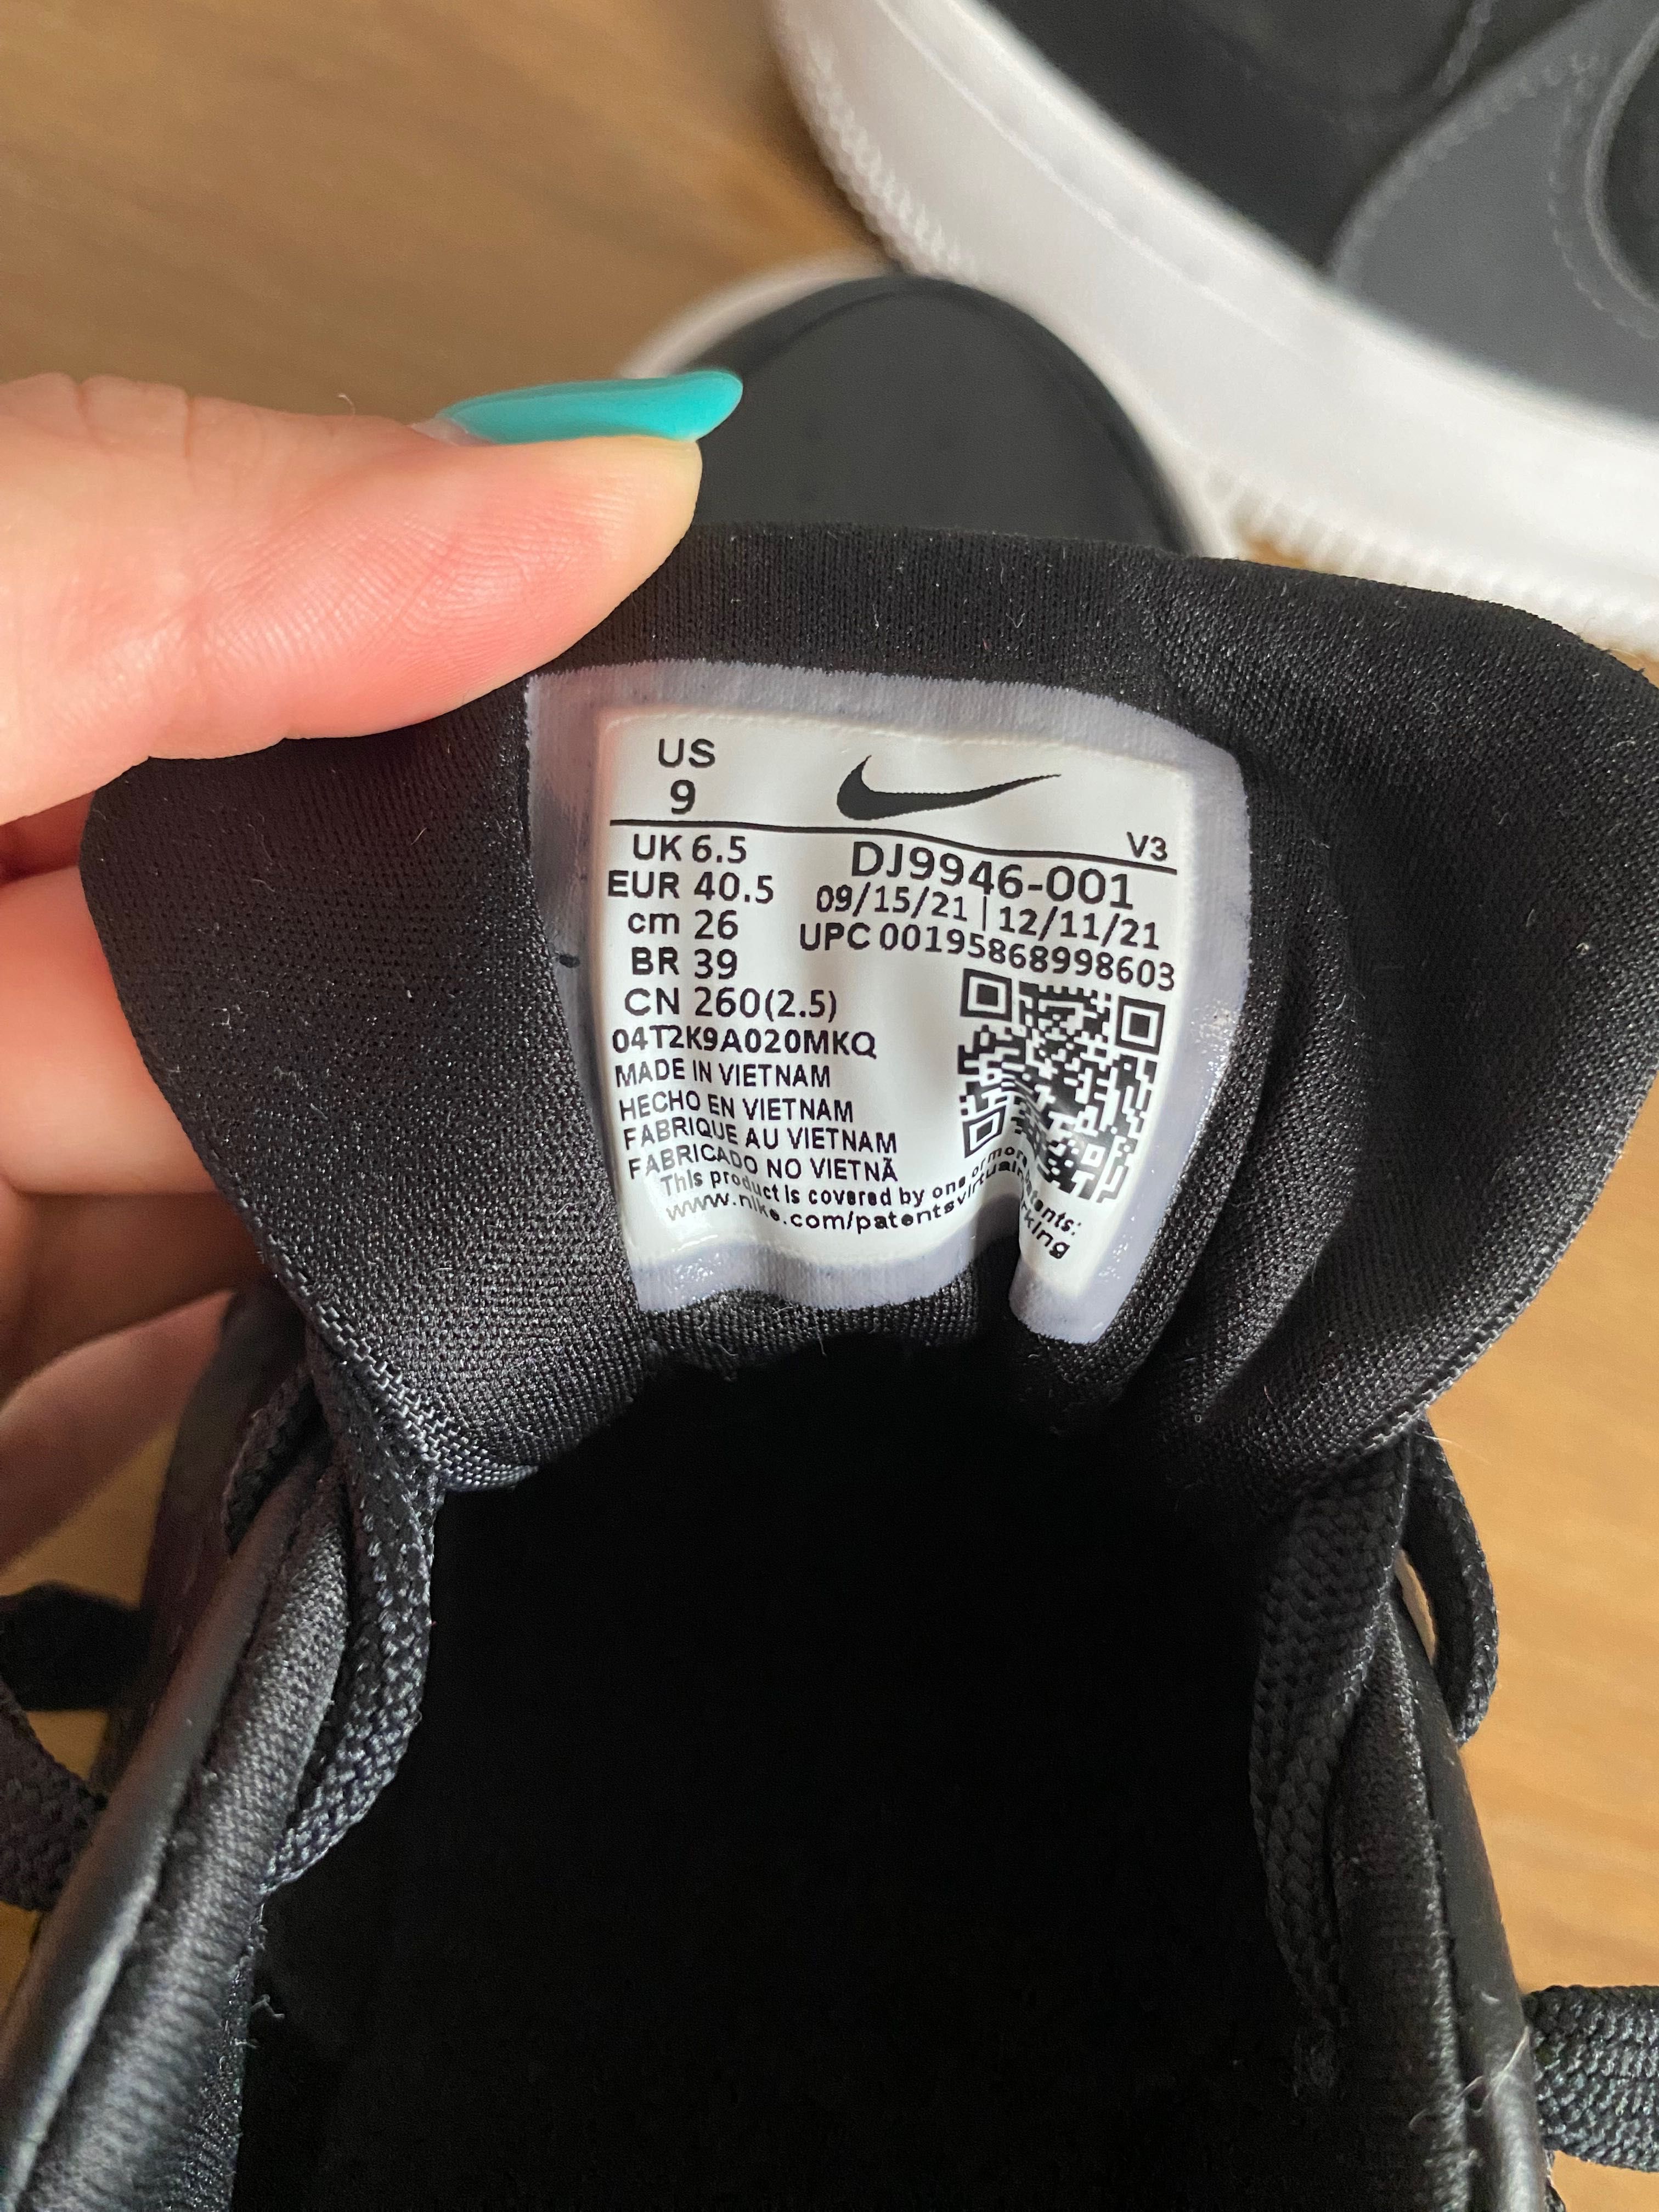 US
9
V3
UK 6.5
EUR 40.5
cm 26
BR 39
CN 260(2.5)
DJ9946-001
09/15/21 | 12/11/21
UPC 00195868998603
04T2K9A020MKQ
MADE IN VIETNAM
HECHO EN VIETNAM
FABRIQUE AU VIETNAM
FABRICADO NO VIETNÃ
This product is covered by one or more patents:
www.nike.com/patentsvirtualmarking